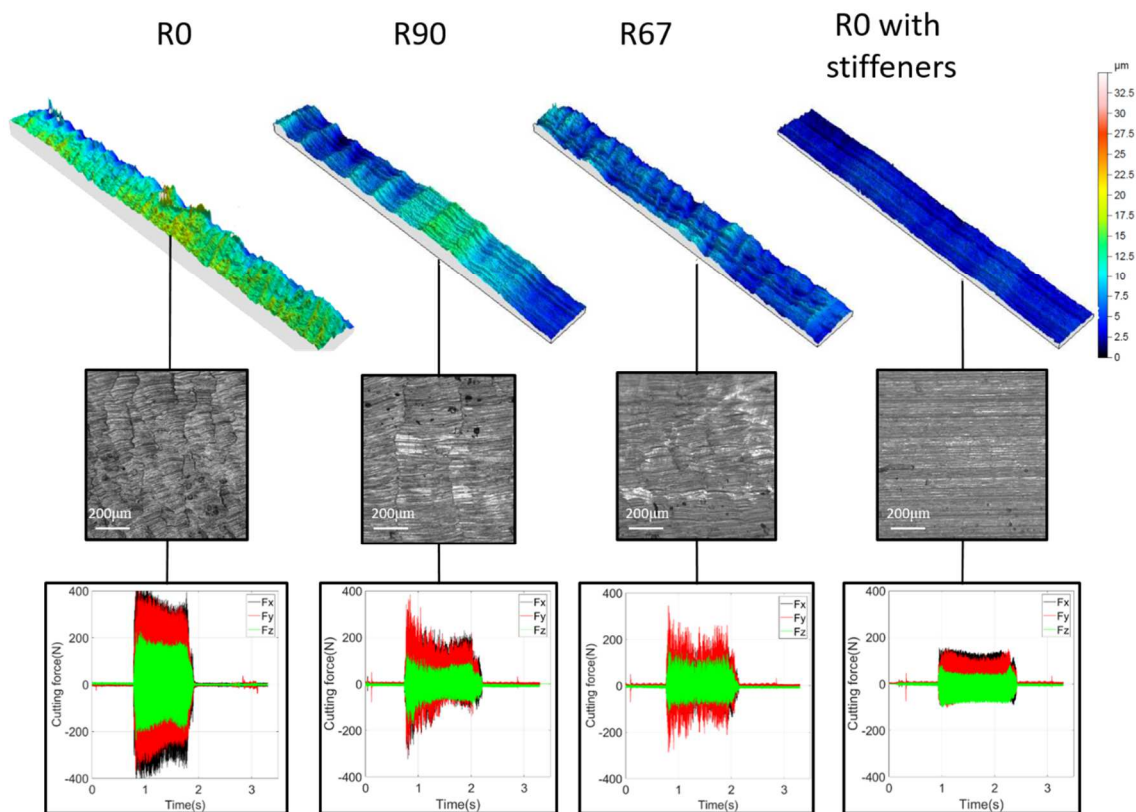 R0
R90
R67
R0 with
stiffeners
µm
32.5
30
27.5
25
22.5
20
17.5
15
12.5
10
7.5
5
2.5
0
200µm
200µm
200µm
200µm
400
200
0
-200
-400
Cutting force(N)
Fx
Fy
Fz
0
1
2
3
Time(s)
400
200
0
-200
-400
Cutting force(N)
Fx
Fy
Fz
0
1
2
3
Time(s)
400
200
0
-200
-400
Cutting force(N)
Fx
Fy
Fz
0
1
2
3
Time(s)
400
200
0
-200
-400
Cutting force(N)
Fx
Fy
Fz
0
1
2
3
Time(s)